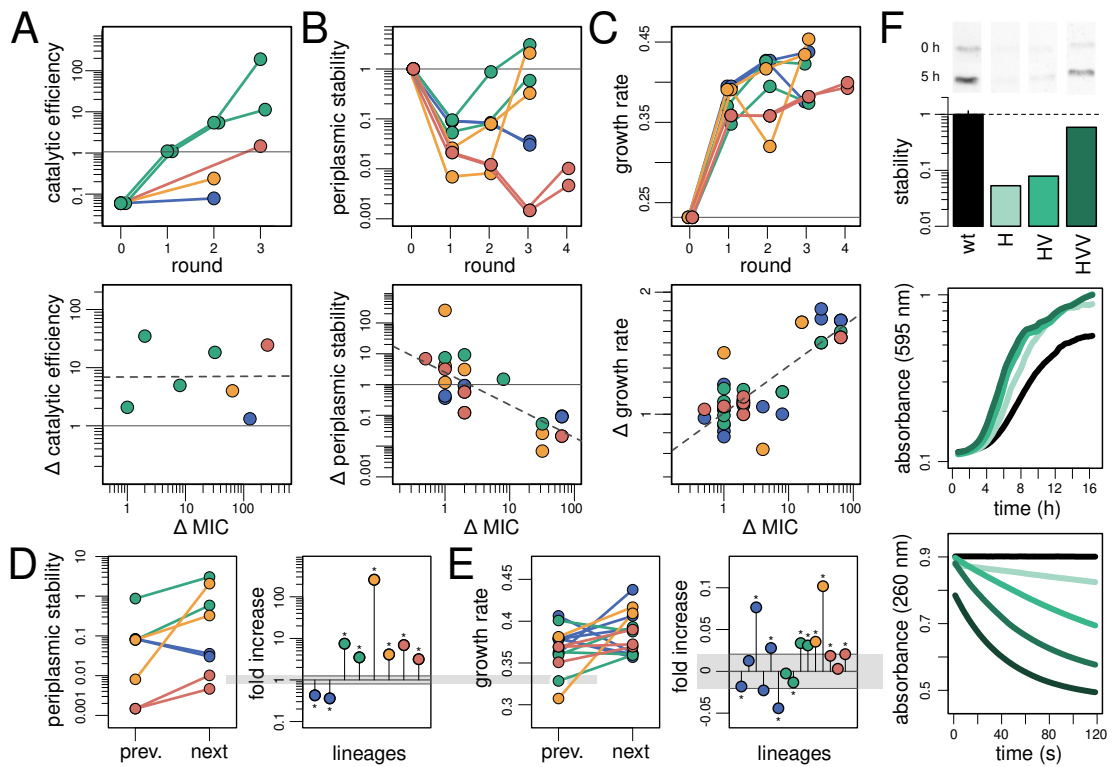 A
catalytic efficiency
100
10
1
0.1
0
1
2
3
round
B
periplasmic stability
10
1
0.1
0.01
0.001
0
1
2
3
4
round
C
growth rate
0.45
0.35
0.25
0
1
2
3
4
round
F
0 h
5 h
stability
1
0.1
0.01
wt
H
HV
HVV
Δ catalytic efficiency
100
10
1
1
10
100
Δ MIC
Δ periplasmic stability
100
10
1
0.1
0.01
0.001
1
10
100
Δ MIC
Δ growth rate
2
1
1
10
100
Δ MIC
absorbance (595 nm)
1
0.1
0
4
8
12
16
time (h)
D
periplasmic stability
10
1
0.1
0.01
0.001
prev.
next
fold increase
100
10
1
0.1
* * * * * * * *
lineages
E
growth rate
0.45
0.4
0.35
0.3
prev.
next
fold increase
0.1
0.05
0
-0.05
lineages
absorbance (260 nm)
0.9
0.7
0.5
0
20
40
60
80
120
time (s)